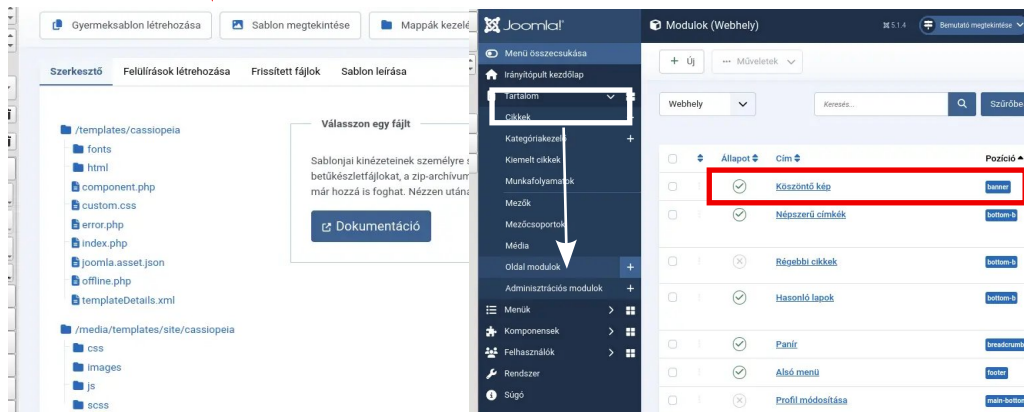 Gyermeksablon létrehozása
Sablon megtekintése
Mappák kezelé
Szerkesztő
Felülírások létrehozása
Frissített fájlok
Sablon leírása
/templates/cassiopeia
fonts
html
component.php
custom.css
error.php
index.php
joomla.asset.json
offline.php
templateDetails.xml
/media/templates/site/cassiopeia
css
images
js
scss
Válasszon egy fájlt
Sablonjai kinézeteinek személyre s
betűkészletfájlokat, a zip-archívum
már hozzá is foghat. Nézzen utána
Dokumentáció
Joomla!
Menü összecsukása
Irányítópult kezdőlap
Tartalom
Cikkek
Kategóriakezelő
Kiemelt cikkek
Munkafolyamatok
Mezők
Mezőcsoportok
Média
Oldal modulok
Adminisztrációs modulok
Menük
Komponensek
Felhasználók
Rendszer
Súgó
Modulok (Webhely)
5.1.4
Bemutató megtekintése
+ Új
··· Műveletek
Webhely
Keresés...
Szűrőbe
Állapot
Cím
Pozíció
Köszöntő kép
banner
Népszerű címkék
bottom-b
Régebbi cikkek
bottom-b
Hasonló lapok
bottom-b
Panír
breadcrumb
Alsó menü
footer
Profil módosítása
main-bottom